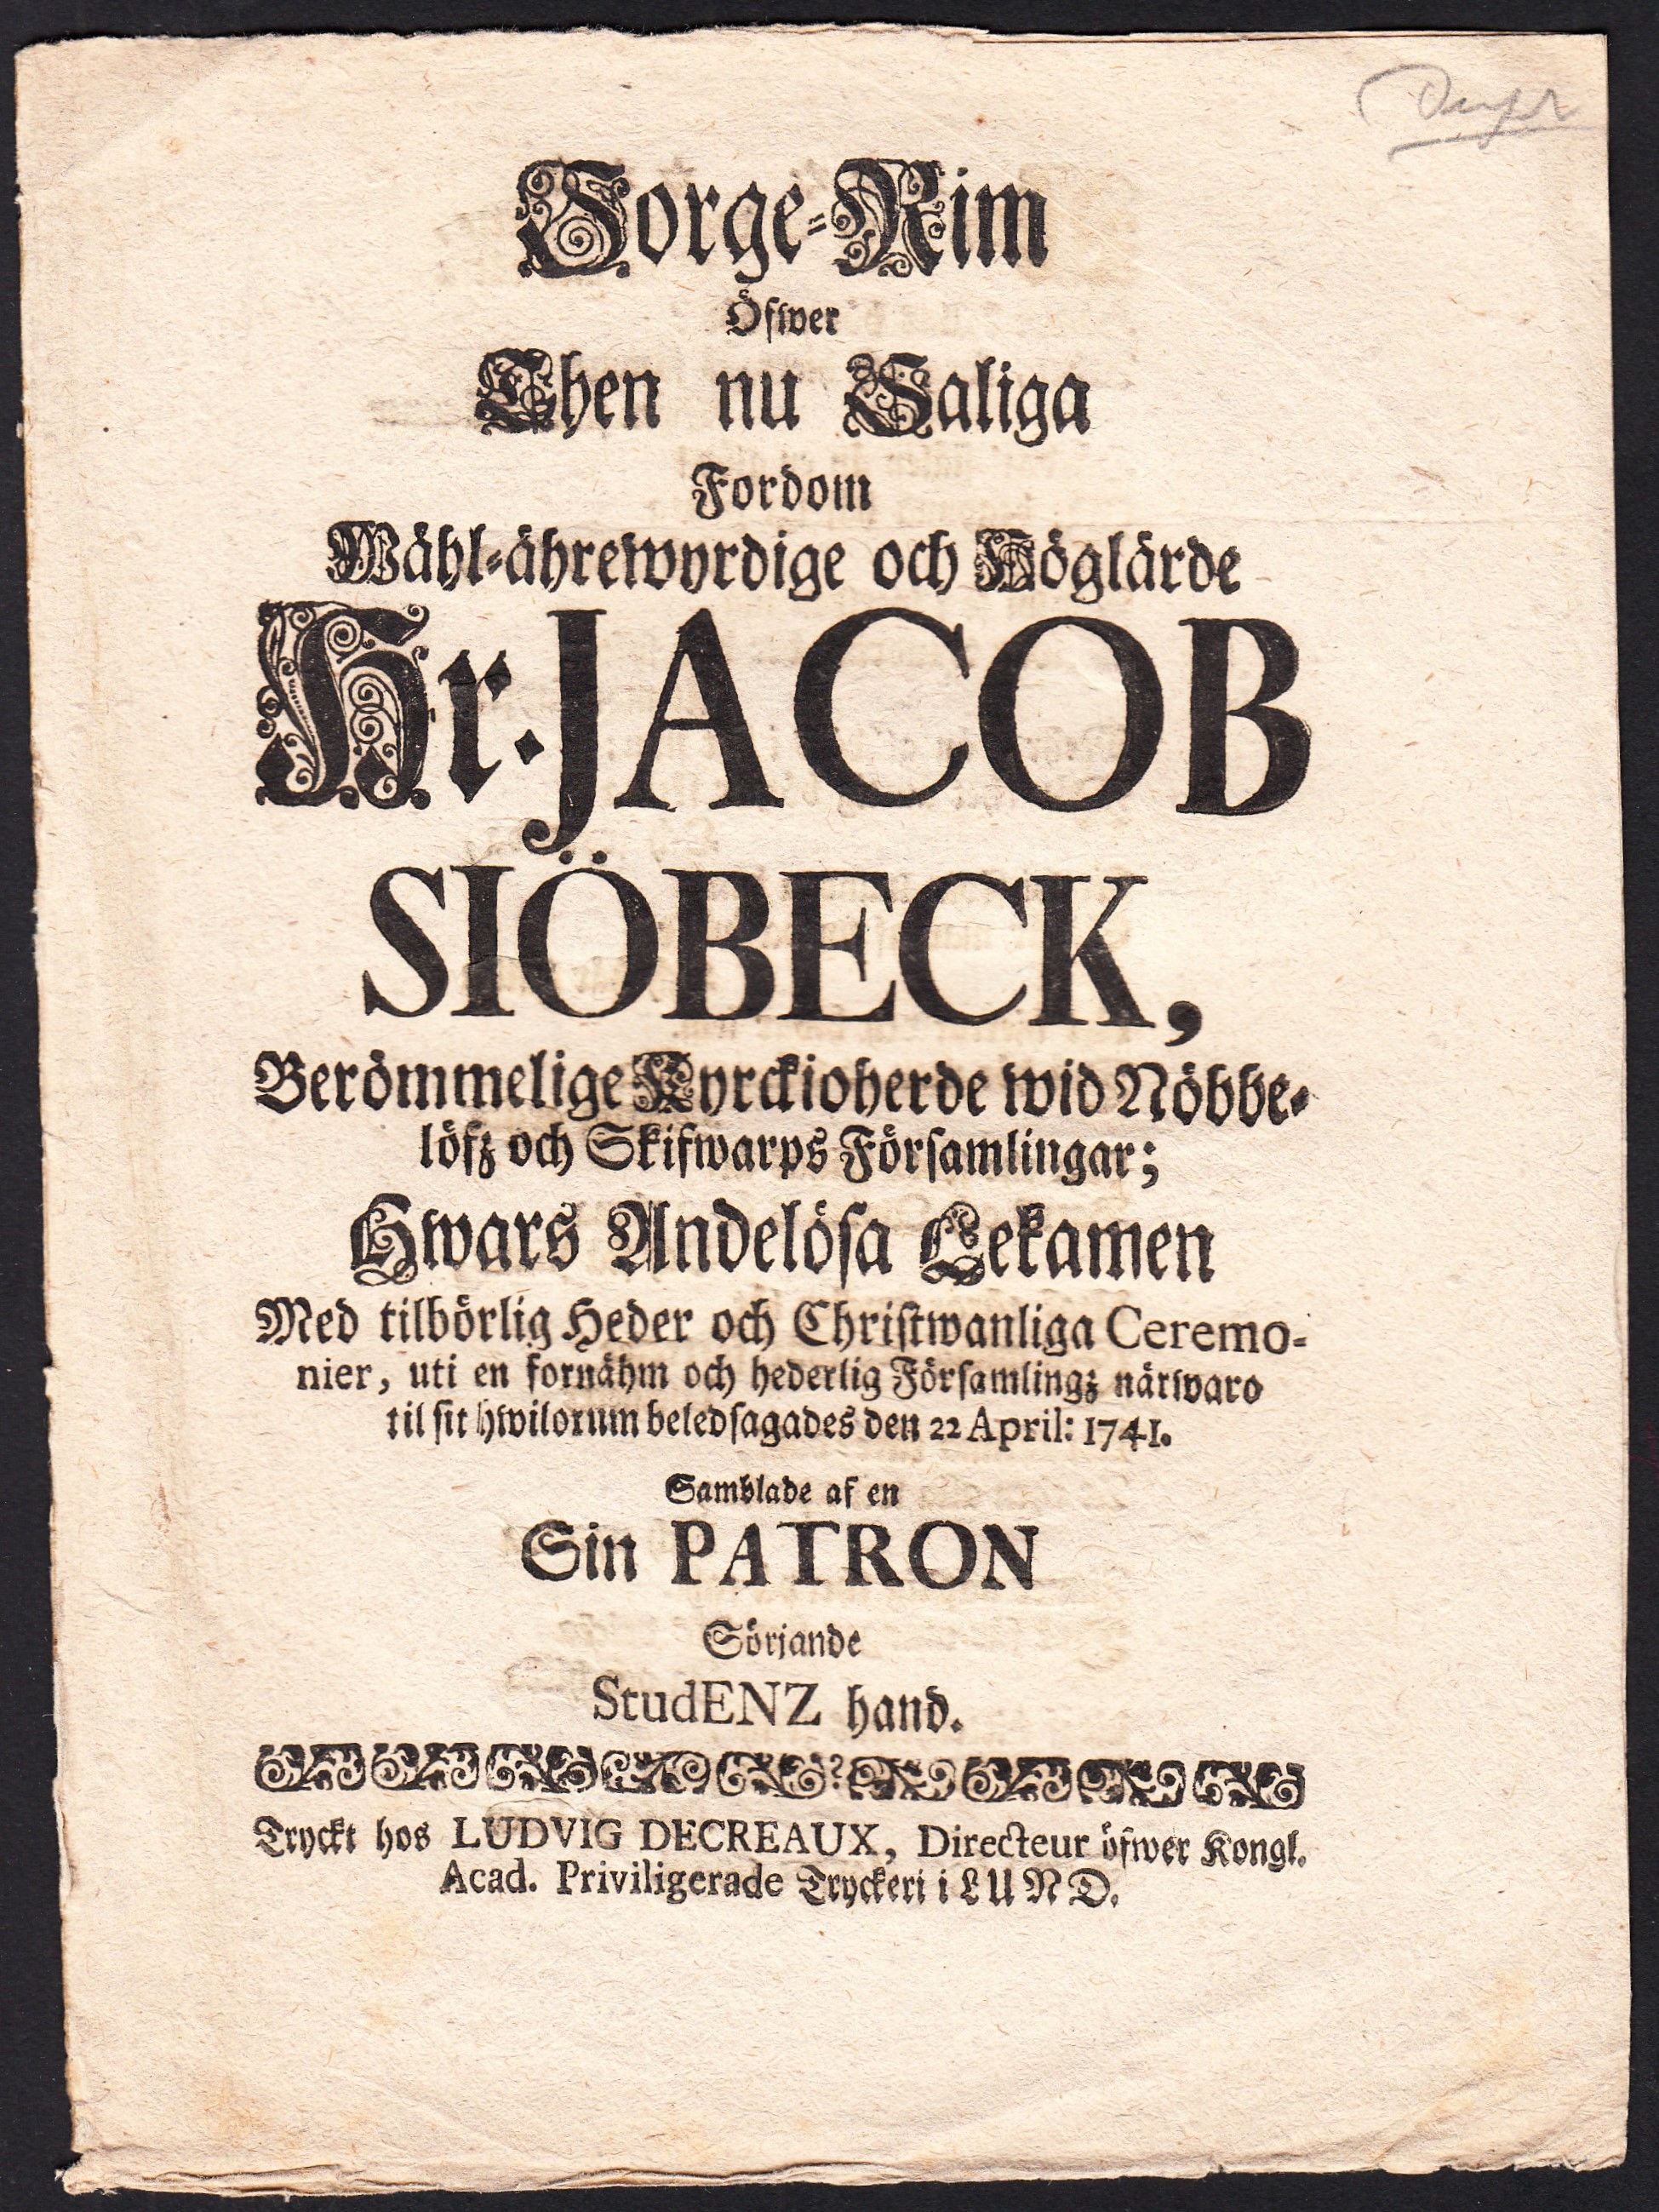 Sorge-Rim
Öfwer
Then nu Saliga
Fordom
Wähl-ährewyrdige och Höglärde
Hr. JACOB
SIÖBECK,
Berömmelige Kyrckioherde wid Nöbbe-
löfz och Skifwarps Församlingar;
Hwars Andelösa Lekamen
Med tilbörlig Heder och Christwanliga Ceremo-
nier, uti en fornähm och hederlig Församlingz närwaro
til sit hwilorum beledsagades den 22 April: 1741.
Samblade af en
Sin PATRON
Sörjande
StudENZ hand.
Tryckt hos LUDVIG DECREAUX, Directeur öfwer Kongl.
Acad. Priviligerade Tryckeri i LUND.